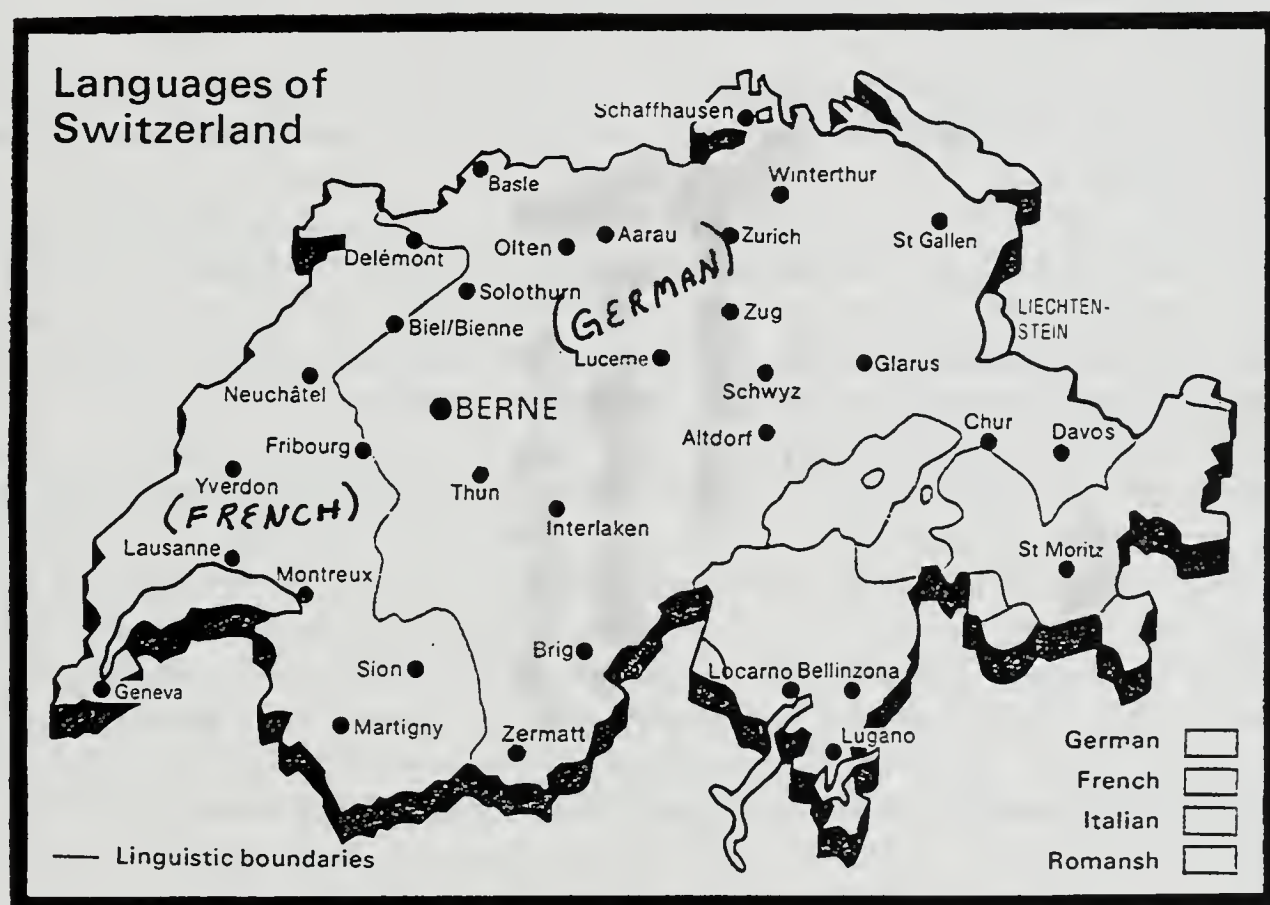 Languages of
Switzerland
Schaffhausen
Basle
Winterthur
Delémont
Olten
Aarau
Zurich
St Gallen
Solothurn
(GERMAN)
Biel/Bienne
Zug
LIECHTEN-
STEIN
Lucerne
Neuchâtel
Schwyz
Glarus
BERNE
Fribourg
Altdorf
Chur
Davos
Yverdon
(FRENCH)
Thun
Interlaken
Lausanne
Montreux
St Moritz
Brig
Sion
Geneva
Locarno
Bellinzona
Martigny
Zermatt
Lugano
German
French
Italian
Romansh
Linguistic boundaries